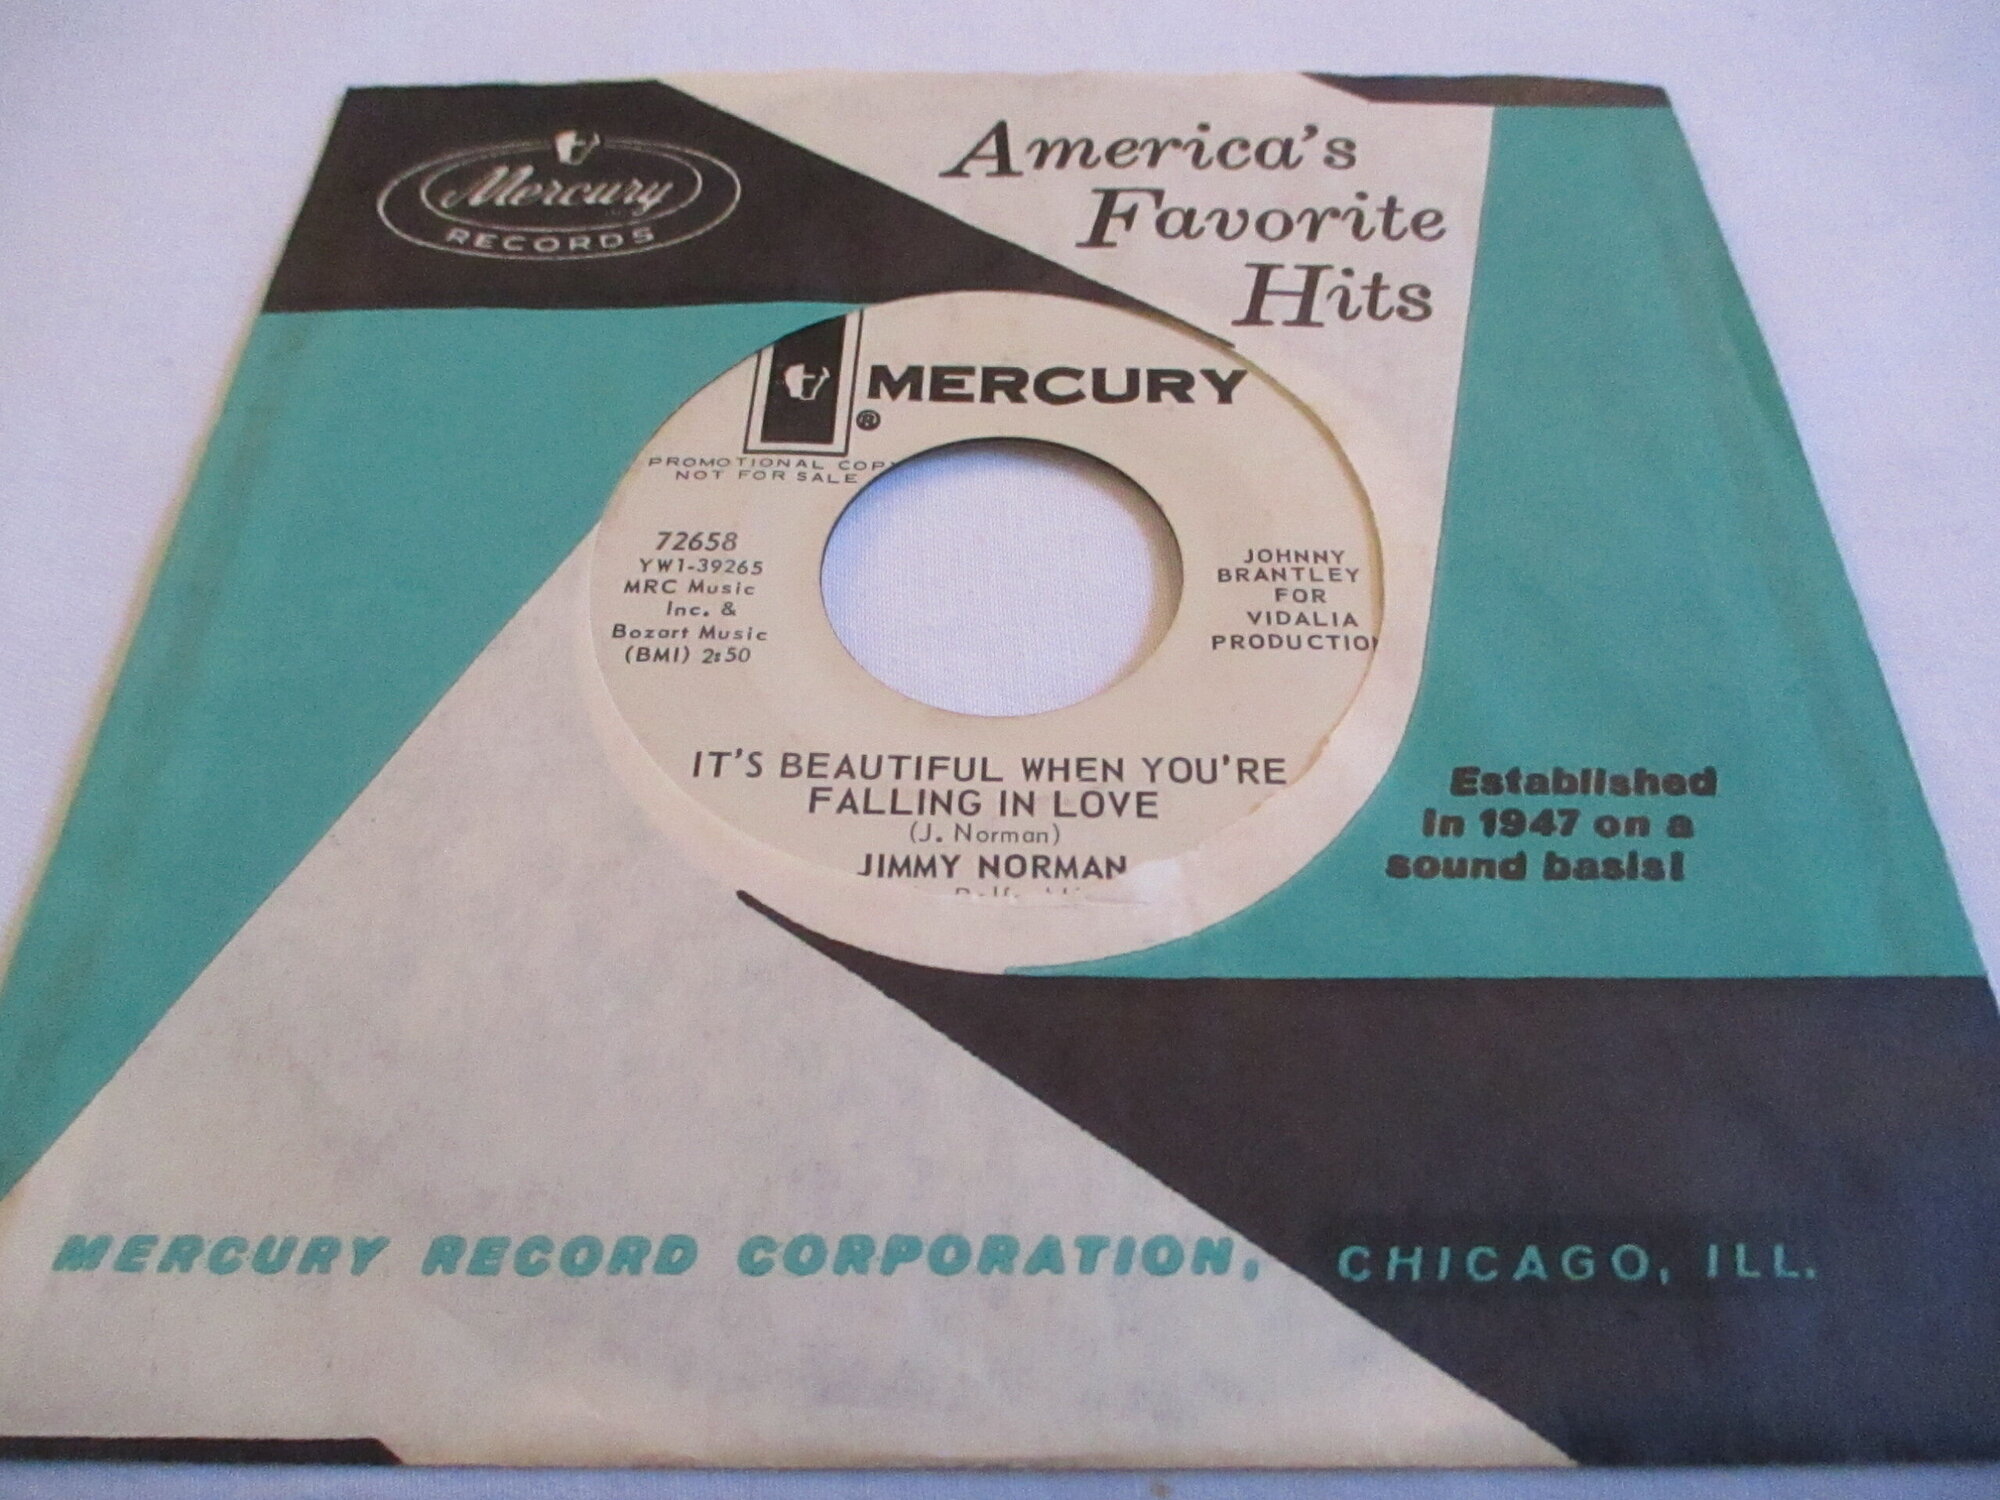 Mercury
RECORDS
America's
Favorite
Hits
MERCURY
®
PROMOTIONAL COPY
NOT FOR SALE
72658
YW1-39265
MRC Music
Inc. &
Bozart Music
(BMI) 2:50
JOHNNY
BRANTLEY
FOR
VIDALIA
PRODUCTION
IT'S BEAUTIFUL WHEN YOU'RE
FALLING IN LOVE
(J. Norman)
JIMMY NORMAN
Established
in 1947 on a
sound basis!
MERCURY RECORD CORPORATION, CHICAGO, ILL.